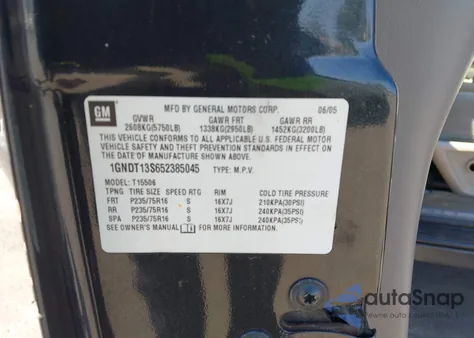 GM
MFD BY GENERAL MOTORS CORP. 06/05
GVWR GAWR FRT GAWR RR
2608KG(5750LB) 1338KG(2950LB) 1452KG(3200LB)
THIS VEHICLE CONFORMS TO ALL APPLICABLE U.S. FEDERAL MOTOR
VEHICLE SAFETY, BUMPER, AND THEFT PREVENTION STANDARDS IN
EFFECT ON THE DATE OF MANUFACTURE SHOWN ABOVE.
1GNDT13S652385045 TYPE: M.P.V.
MODEL: T15506
TPNG TIRE SIZE SPEED RTG RIM COLD TIRE PRESSURE
FRT P235/75R16 S 16X7J 210KPA(30PSI)
RR P235/75R16 S 16X7J 240KPA(35PSI)
SPA P235/75R16 S 16X7J 240KPA(35PSI)
SEE OWNER'S MANUAL FOR MORE INFORMATION.
autoSnap